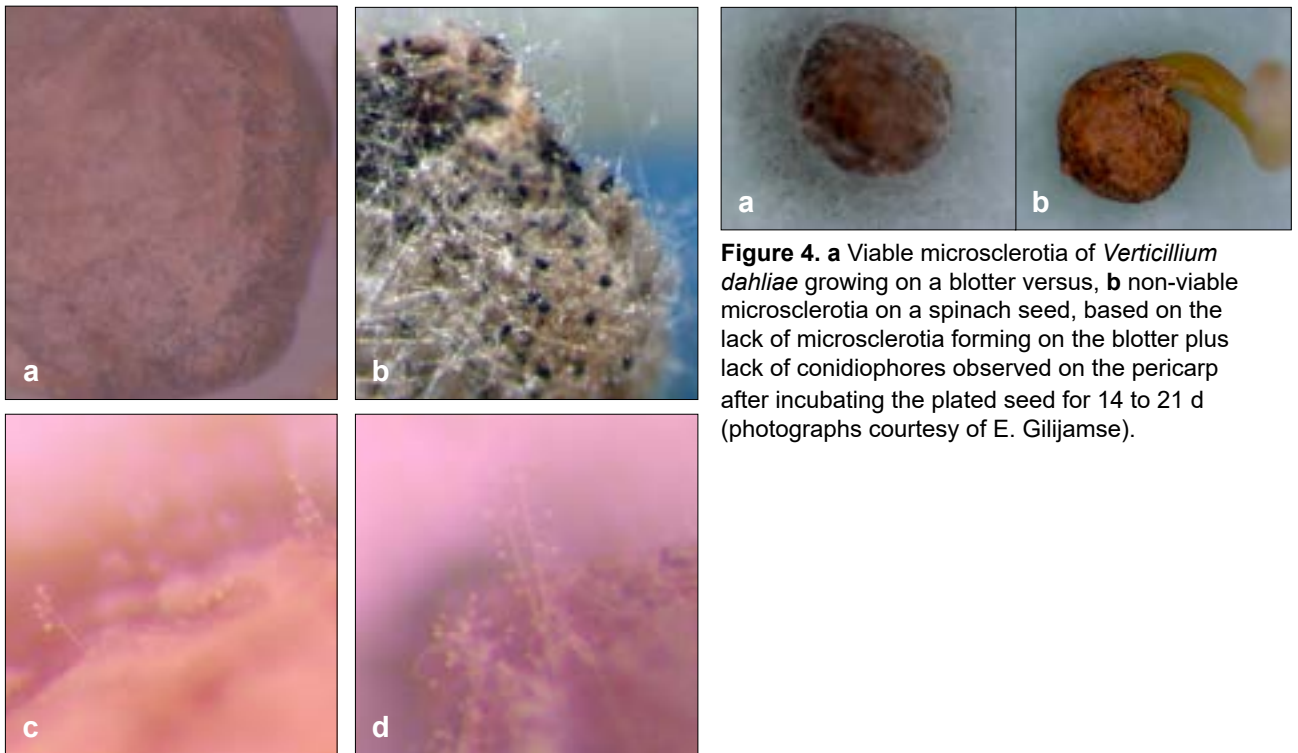 a
b
a
b
Figure 4. a Viable microsclerotia of Verticillium
dahliae growing on a blotter versus, b non-viable
microsclerotia on a spinach seed, based on the
lack of microsclerotia forming on the blotter plus
lack of conidiophores observed on the pericarp
after incubating the plated seed for 14 to 21 d
(photographs courtesy of E. Gilijamse).
c
d